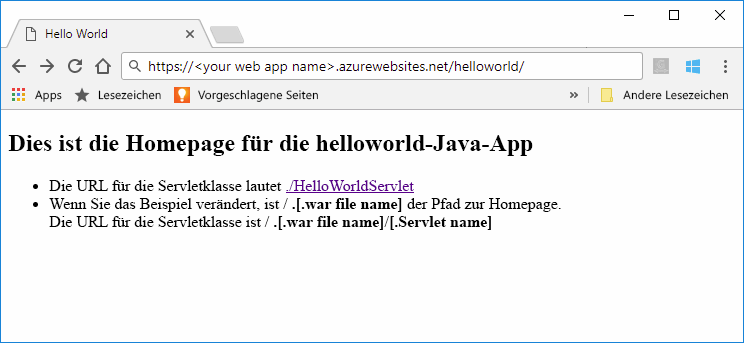 Hello World
https://<your web app name>.azurewebsites.net/helloworld/
Apps Lesezeichen Vorgeschlagene Seiten » Andere Lesezeichen
Dies ist die Homepage für die helloworld-Java-App
• Die URL für die Servletklasse lautet ./HelloWorldServlet
• Wenn Sie das Beispiel verändert, ist / .[.war file name] der Pfad zur Homepage.
Die URL für die Servletklasse ist / .[.war file name]/[.Servlet name]